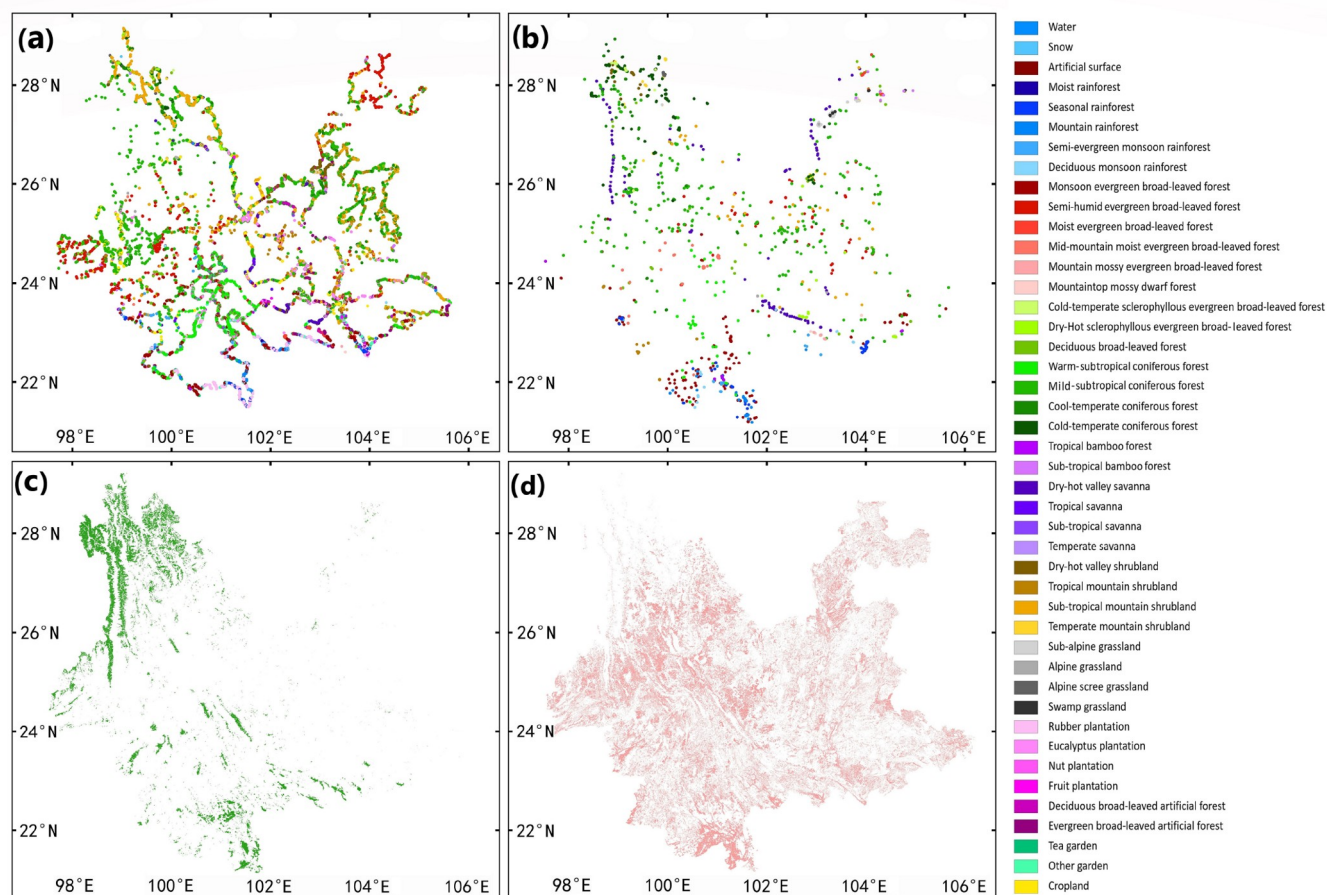 (a)
28°N
26°N
24°N
22°N
98°E 100°E 102°E 104°E 106°E
(b)
28°N
26°N
24°N
22°N
98°E 100°E 102°E 104°E 106°E
(c)
28°N
26°N
24°N
22°N
98°E 100°E 102°E 104°E 106°E
(d)
28°N
26°N
24°N
22°N
98°E 100°E 102°E 104°E 106°E
Water
Snow
Artificial surface
Moist rainforest
Seasonal rainforest
Mountain rainforest
Semi-evergreen monsoon rainforest
Deciduous monsoon rainforest
Monsoon evergreen broad-leaved forest
Semi-humid evergreen broad-leaved forest
Moist evergreen broad-leaved forest
Mid-mountain moist evergreen broad-leaved forest
Mountain mossy evergreen broad-leaved forest
Mountaintop mossy dwarf forest
Cold-temperate sclerophyllous evergreen broad-leaved forest
Dry-Hot sclerophyllous evergreen broad- leaved forest
Deciduous broad-leaved forest
Warm-subtropical coniferous forest
Mild-subtropical coniferous forest
Cool-temperate coniferous forest
Cold-temperate coniferous forest
Tropical bamboo forest
Sub-tropical bamboo forest
Dry-hot valley savanna
Tropical savanna
Sub-tropical savanna
Temperate savanna
Dry-hot valley shrubland
Tropical mountain shrubland
Sub-tropical mountain shrubland
Temperate mountain shrubland
Sub-alpine grassland
Alpine grassland
Alpine scree grassland
Swamp grassland
Rubber plantation
Eucalyptus plantation
Nut plantation
Fruit plantation
Deciduous broad-leaved artificial forest
Evergreen broad-leaved artificial forest
Tea garden
Other garden
Cropland